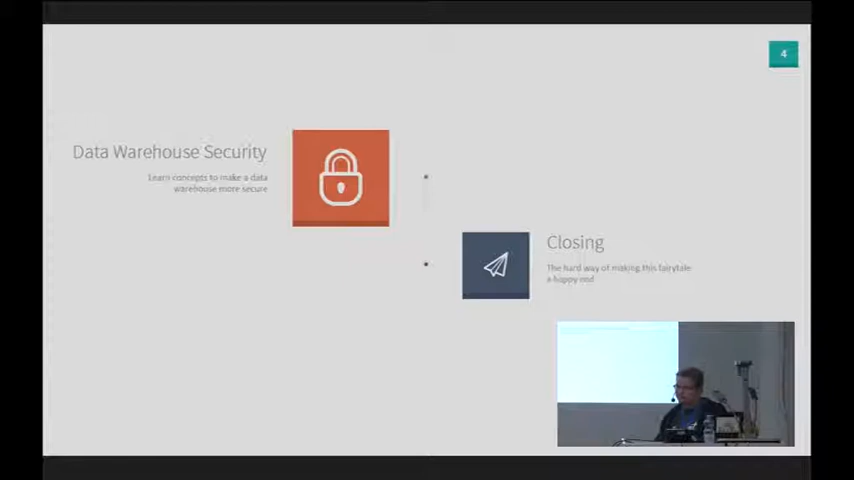 4
Data Warehouse Security
Learn concepts to make a data
warehouse more secure
Closing
The hard way of making this fairytale
a happy end